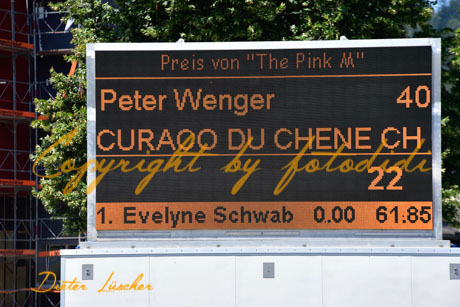 Preis von "The Pink M"
Peter Wenger 40
CURAQO DU CHENE CH
Copyright by fotodidi
22
1. Evelyne Schwab 0.00 61.85
Dieter Lüscher